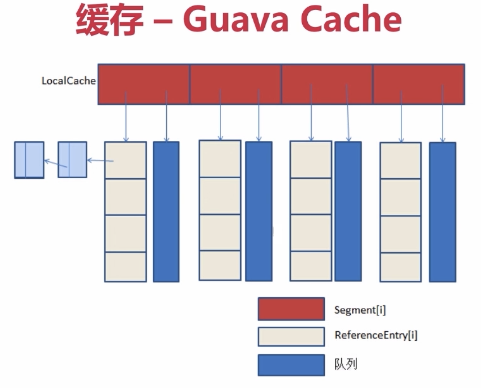 缓存 – Guava Cache
LocalCache
Segment[i]
ReferenceEntry[i]
队列